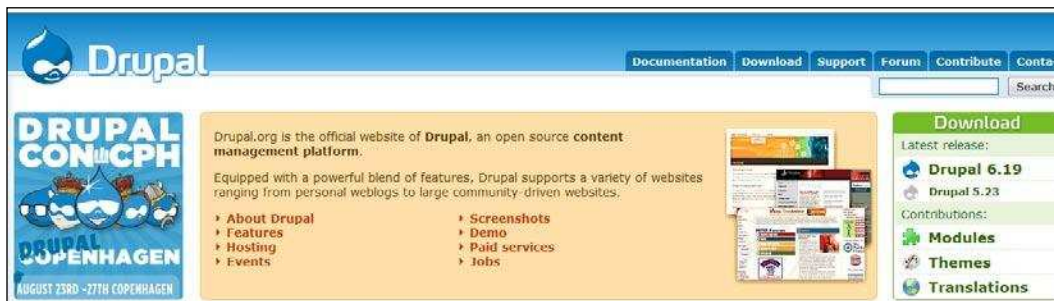 Drupal
Documentation Download Support Forum Contribute Conta
Search
DRUPAL
CON CPH
DRUPAL
COPENHAGEN
AUGUST 23RD -27TH COPENHAGEN
Drupal.org is the official website of Drupal, an open source content
management platform.
Equipped with a powerful blend of features, Drupal supports a variety of websites
ranging from personal weblogs to large community-driven websites.
About Drupal
Features
Hosting
Events
Screenshots
Demo
Paid services
Jobs
Download
Latest release:
Drupal 6.19
Drupal 5.23
Contributions:
Modules
Themes
Translations